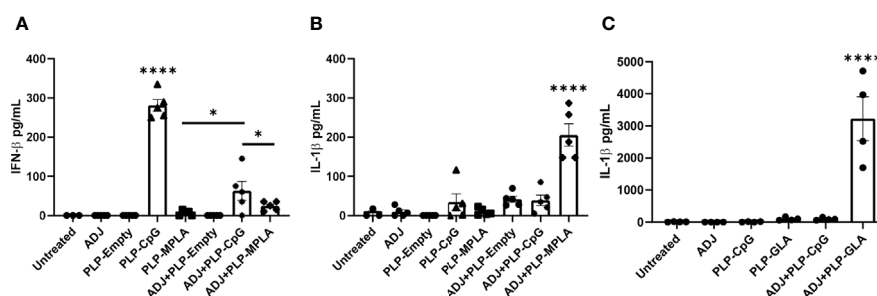 A
B
C
IFN-β pg/mL
400
300
200
100
0
****
*
*
Untreated
ADJ
PLP-Empty
PLP-CpG
PLP-MPLA
ADJ+PLP-Empty
ADJ+PLP-CpG
ADJ+PLP-MPLA
IL-1β pg/mL
400
300
200
100
0
****
Untreated
ADJ
PLP-Empty
PLP-CpG
PLP-MPLA
ADJ+PLP-Empty
ADJ+PLP-CpG
ADJ+PLP-MPLA
IL-1β pg/mL
5000
4000
3000
2000
1000
0
****
Untreated
ADJ
PLP-CpG
PLP-GLA
ADJ+PLP-CpG
ADJ+PLP-GLA